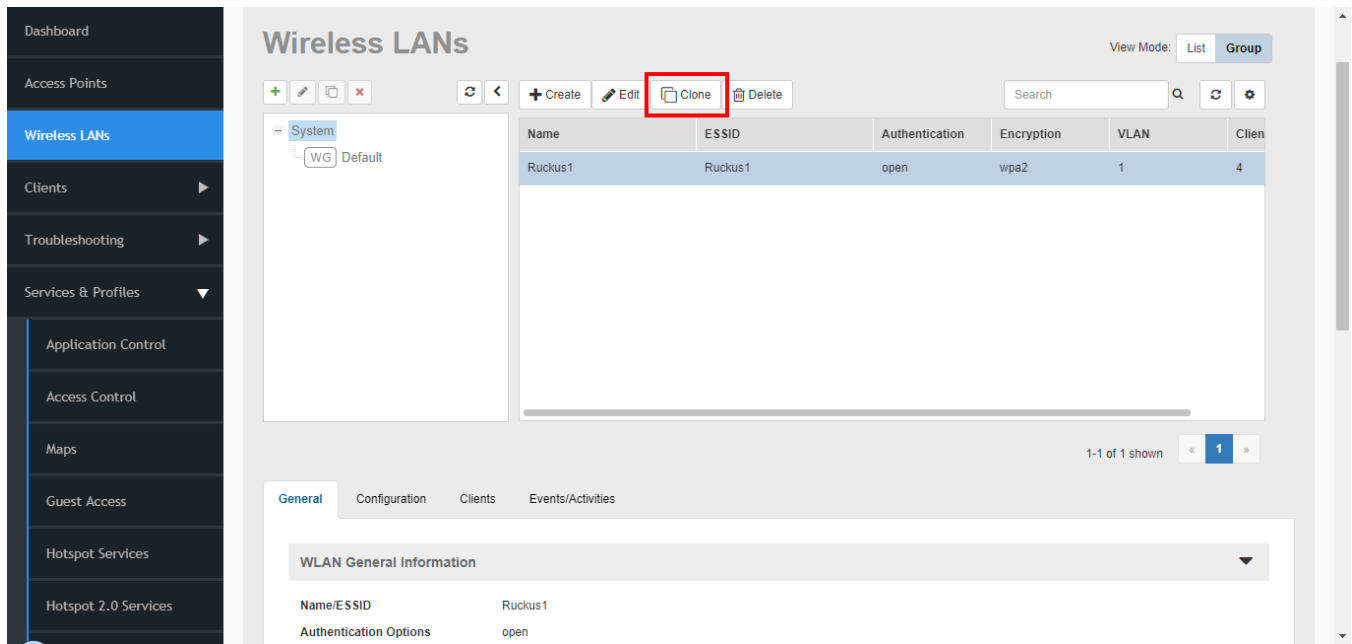 Dashboard
Access Points
Wireless LANs
Clients
Troubleshooting
Services & Profiles
Application Control
Access Control
Maps
Guest Access
Hotspot Services
Hotspot 2.0 Services
Wireless LANs
View Mode: List Group
Create Edit Clone Delete
Search
System
WG Default
Name ESSID Authentication Encryption VLAN Clien
Ruckus1 Ruckus1 open wpa2 1 4
1-1 of 1 shown « 1 »
General Configuration Clients Events/Activities
WLAN General Information
Name/ESSID Ruckus1
Authentication Options open